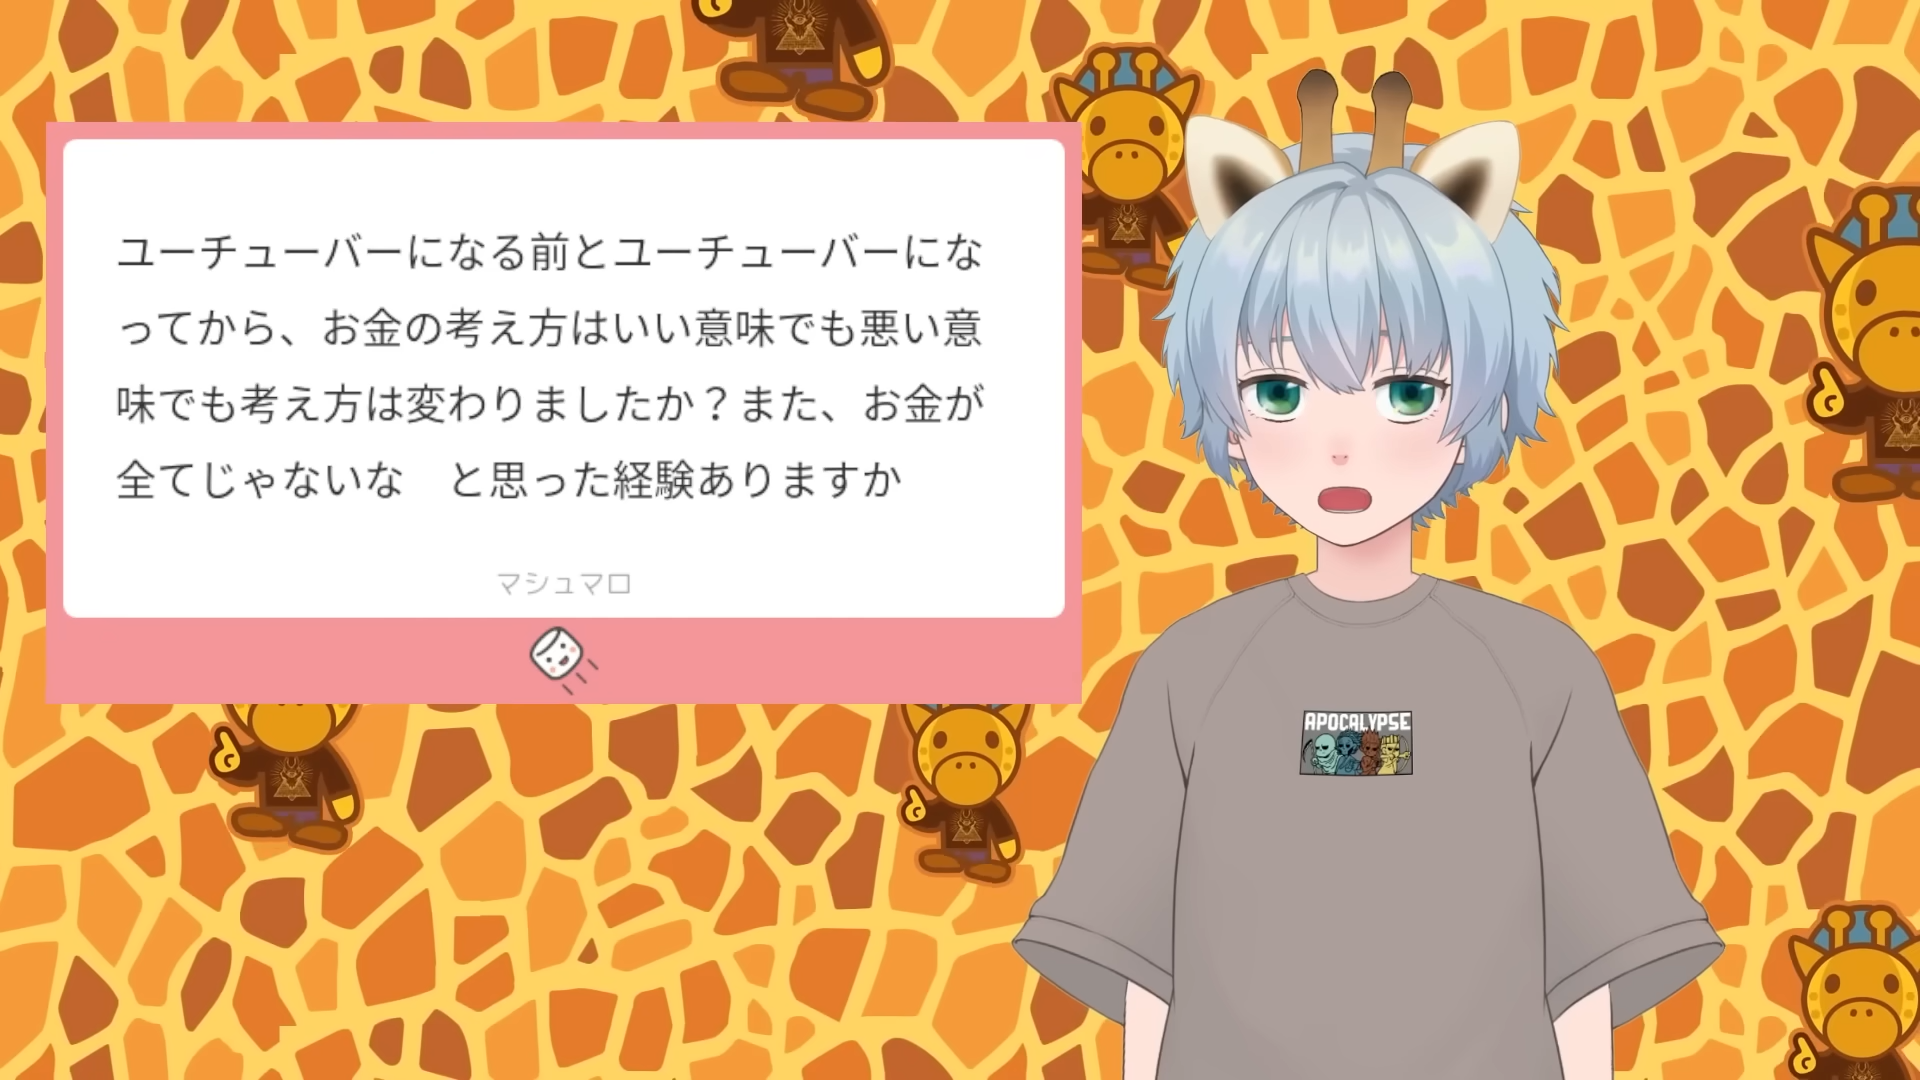 ユーチューバーになる前とユーチューバーにな
ってから、お金の考え方はいい意味でも悪い意
味でも考え方は変わりましたか？また、お金が
全てじゃないな　と思った経験ありますか
マシュマロ
APOCALYPSE